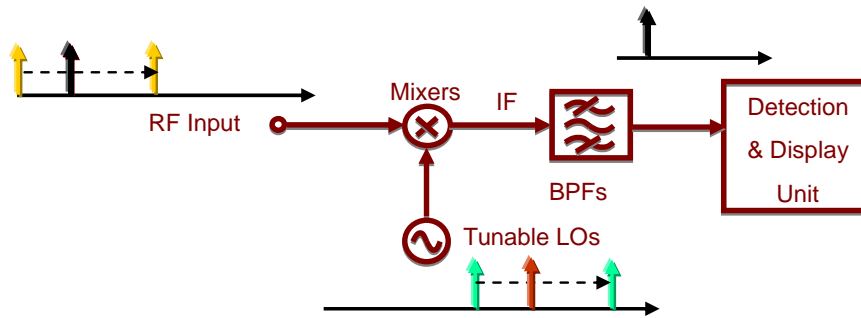 Mixers
IF
RF Input
Detection
& Display
Unit
BPFs
Tunable LOs